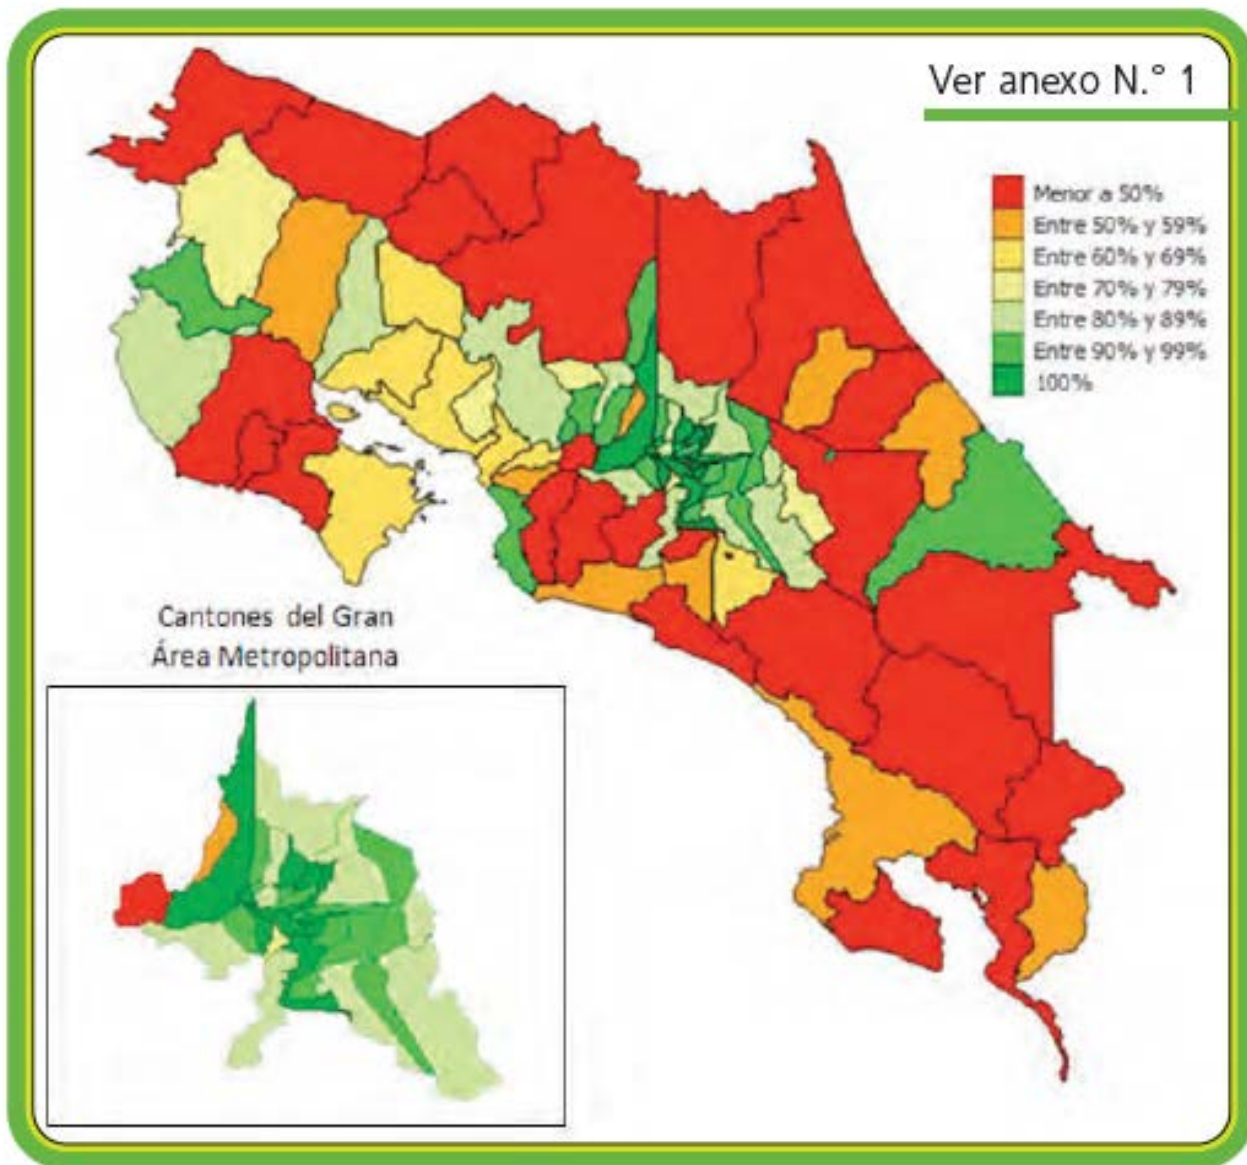 Ver anexo N.° 1
Menor a 50%
Entre 50% y 59%
Entre 60% y 69%
Entre 70% y 79%
Entre 80% y 89%
Entre 90% y 99%
100%
Cantones del Gran
Área Metropolitana